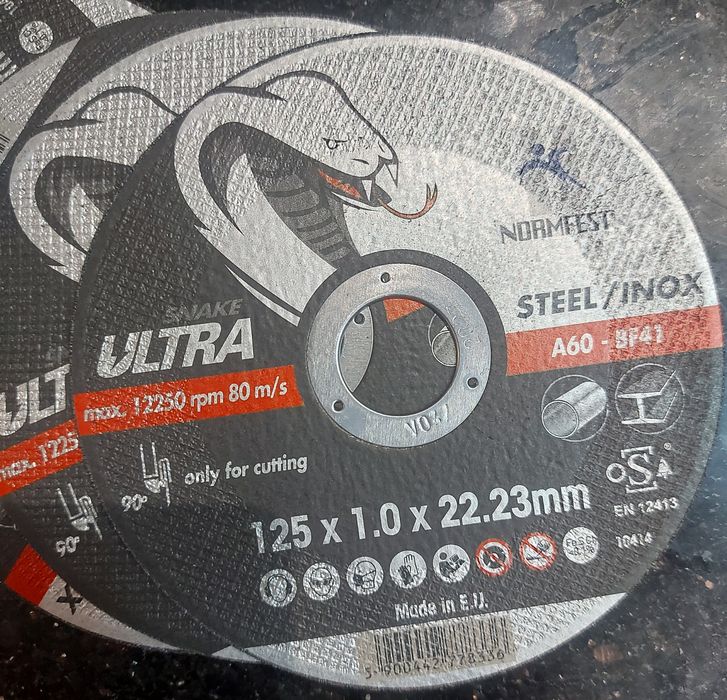 NORMFEST
STEEL/INOX
A60 - BF41
SNAKE
ULTRA
max. 12250 rpm 80 m/s
90° only for cutting
125 x 1.0 x 22.23mm
oSA®
EN 12413
10414
Made in E.U.
ULT
max. 1225
90°
X